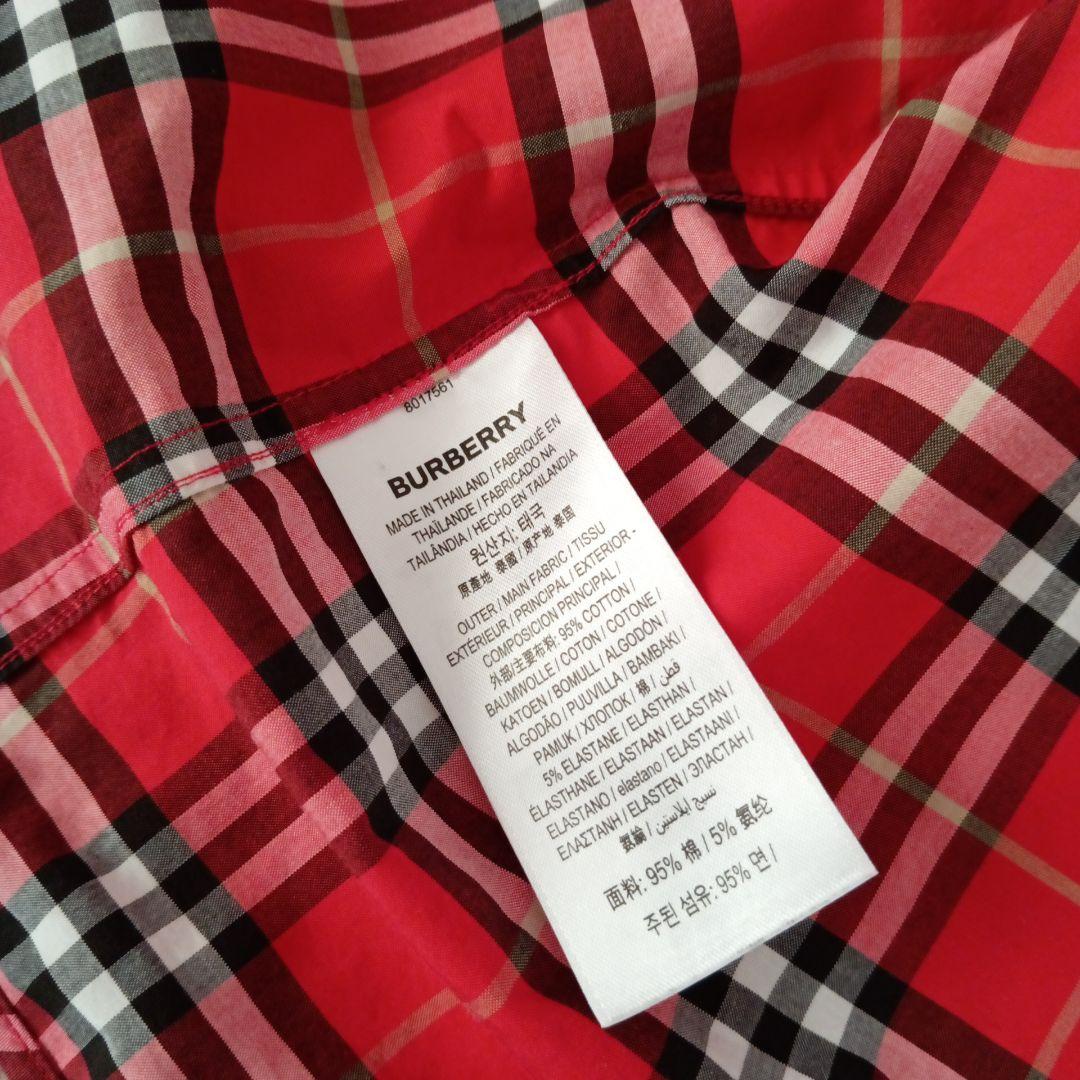 8017561
BURBERRY
MADE IN THAILAND / FABRIQUÉ EN
THAÏLANDE / FABRICADO NA
TAILÂNDIA / HECHO EN TAILANDIA
원산지: 태국
原產地 泰國 / 原产地 泰国
OUTER / MAIN FABRIC / TISSU
EXTÉRIEUR / PRINCIPAL / EXTERIOR -
COMPOSICION PRINCIPAL /
外部/主要布料: 95% COTTON /
BAUMWOLLE / COTON / COTONE /
KATOEN / BOMULL / ALGODÓN /
ALGODÃO / PUUVILLA / ΒΑΜΒΑΚΙ /
PAMUK / ХЛОПОК / 棉 / قطن /
5% ELASTANE / ELASTHAN /
ÉLASTHANE / ELASTAAN / ELASTAN /
ELASTANO / elastano / ELASTAANI /
ΕΛΑΣΤΑΝΗ / ELASTEN / ЭЛАСТАН /
氨綸 / نسيج إيلاستين /
面料: 95% 棉 / 5% 氨纶
주된 섬유: 95% 면 /